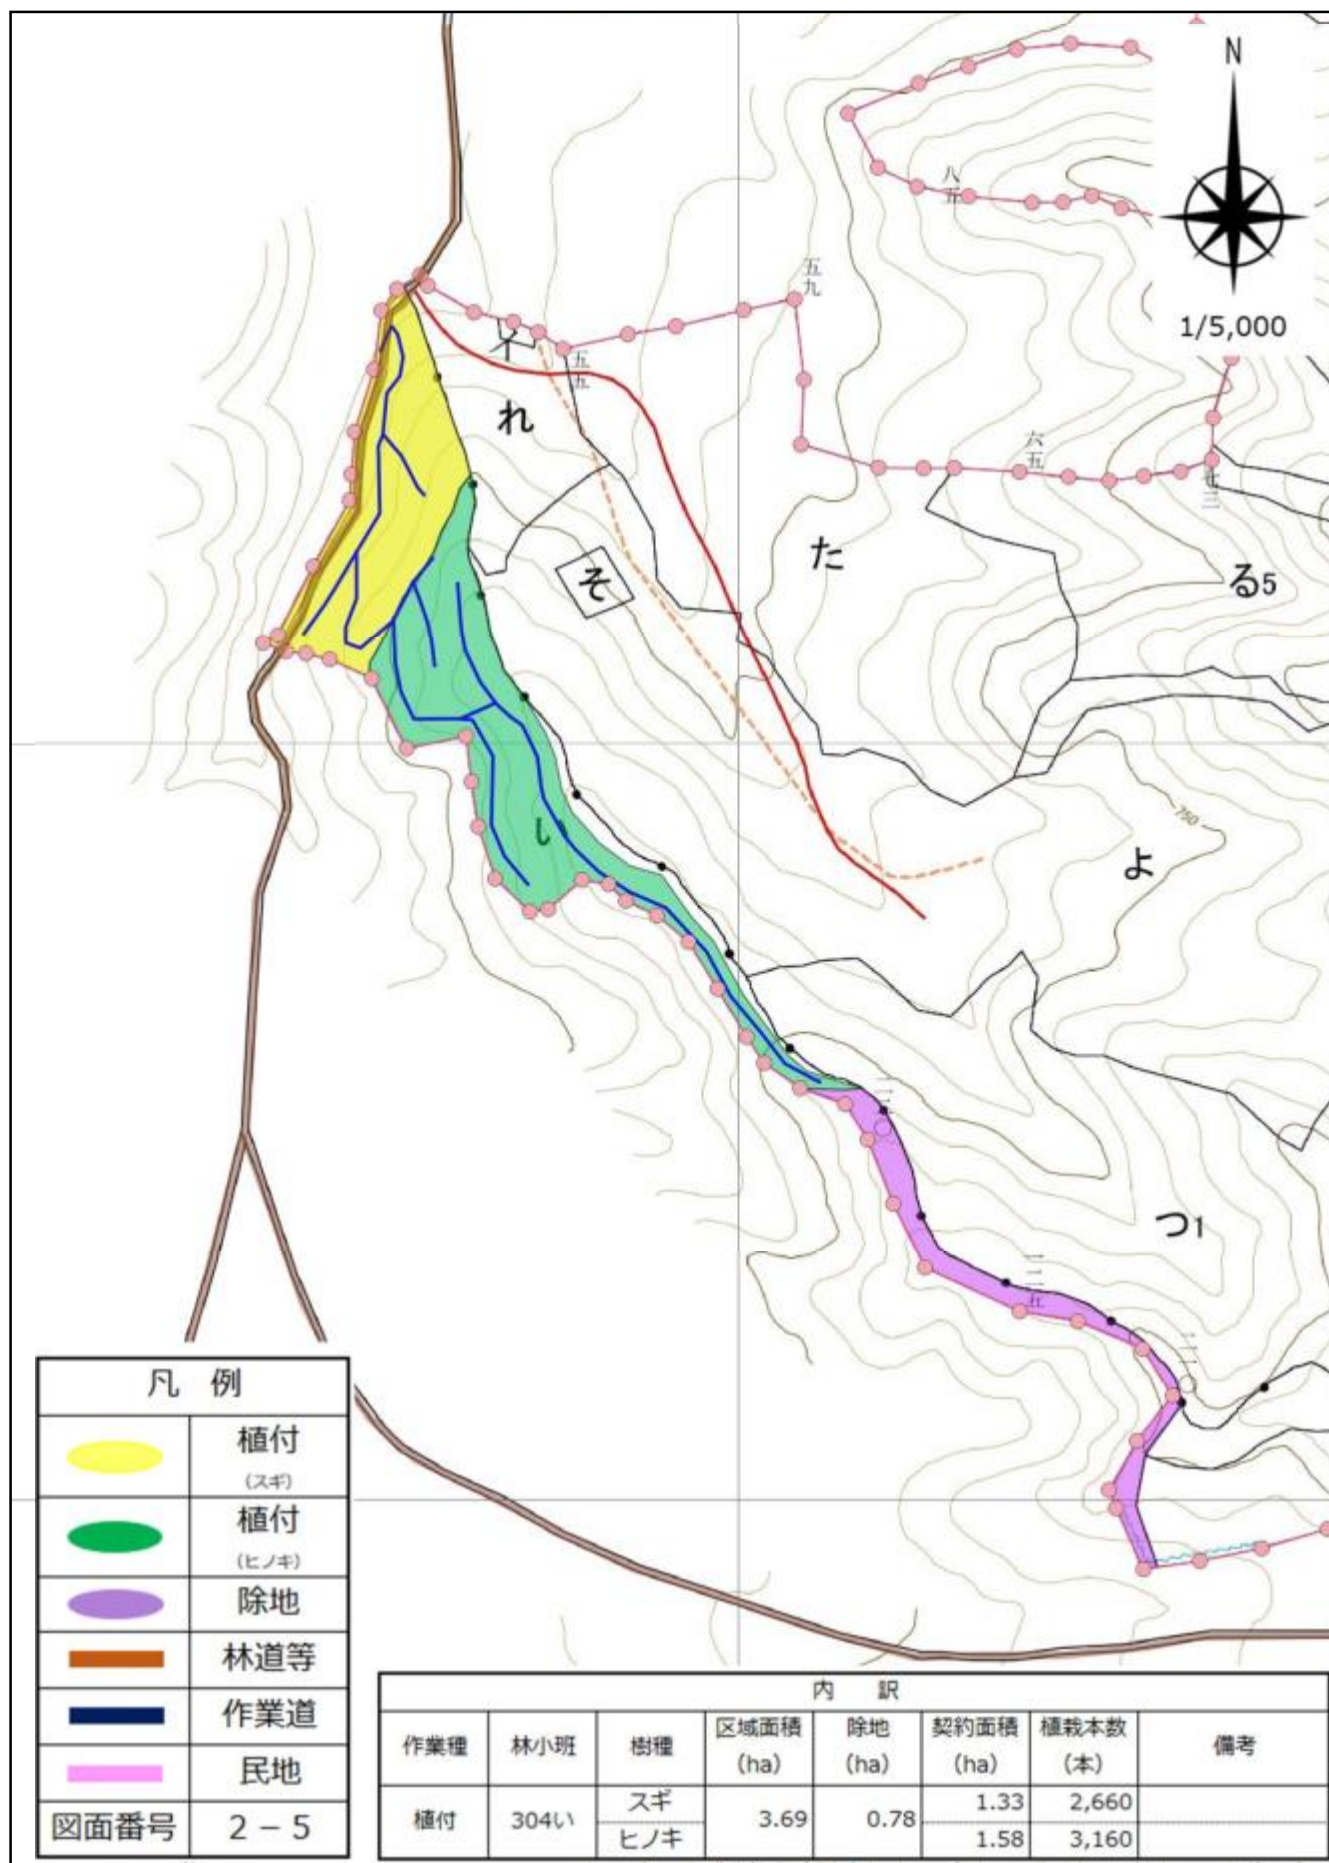 N
1/5,000
八五
五九
イ
五五
れ
六五
七三
た
る5
そ
750
い
よ
つ1
凡 例
植付
(スギ)
植付
(ヒノキ)
除地
林道等
作業道
民地
図面番号 2-5
内 訳
作業種 林小班 樹種 区域面積(ha) 除地(ha) 契約面積(ha) 植栽本数(本) 備考
植付 304い スギ 3.69 0.78 1.33 2,660
ヒノキ 1.58 3,160